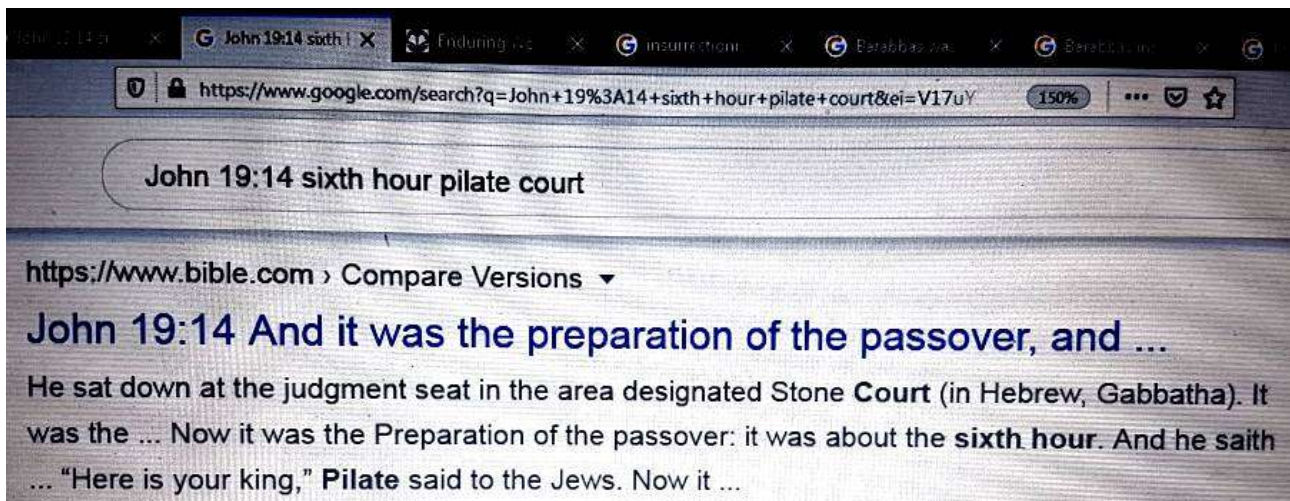 John 19:14 sixth
Enduring
insurrection
Barabbas
https://www.google.com/search?q=John+19%3A14+sixth+hour+pilate+court&ei=V17uY 150%
John 19:14 sixth hour pilate court
https://www.bible.com › Compare Versions
John 19:14 And it was the preparation of the passover, and ...
He sat down at the judgment seat in the area designated Stone Court (in Hebrew, Gabbatha). It
was the ... Now it was the Preparation of the passover: it was about the sixth hour. And he saith
... “Here is your king,” Pilate said to the Jews. Now it ...